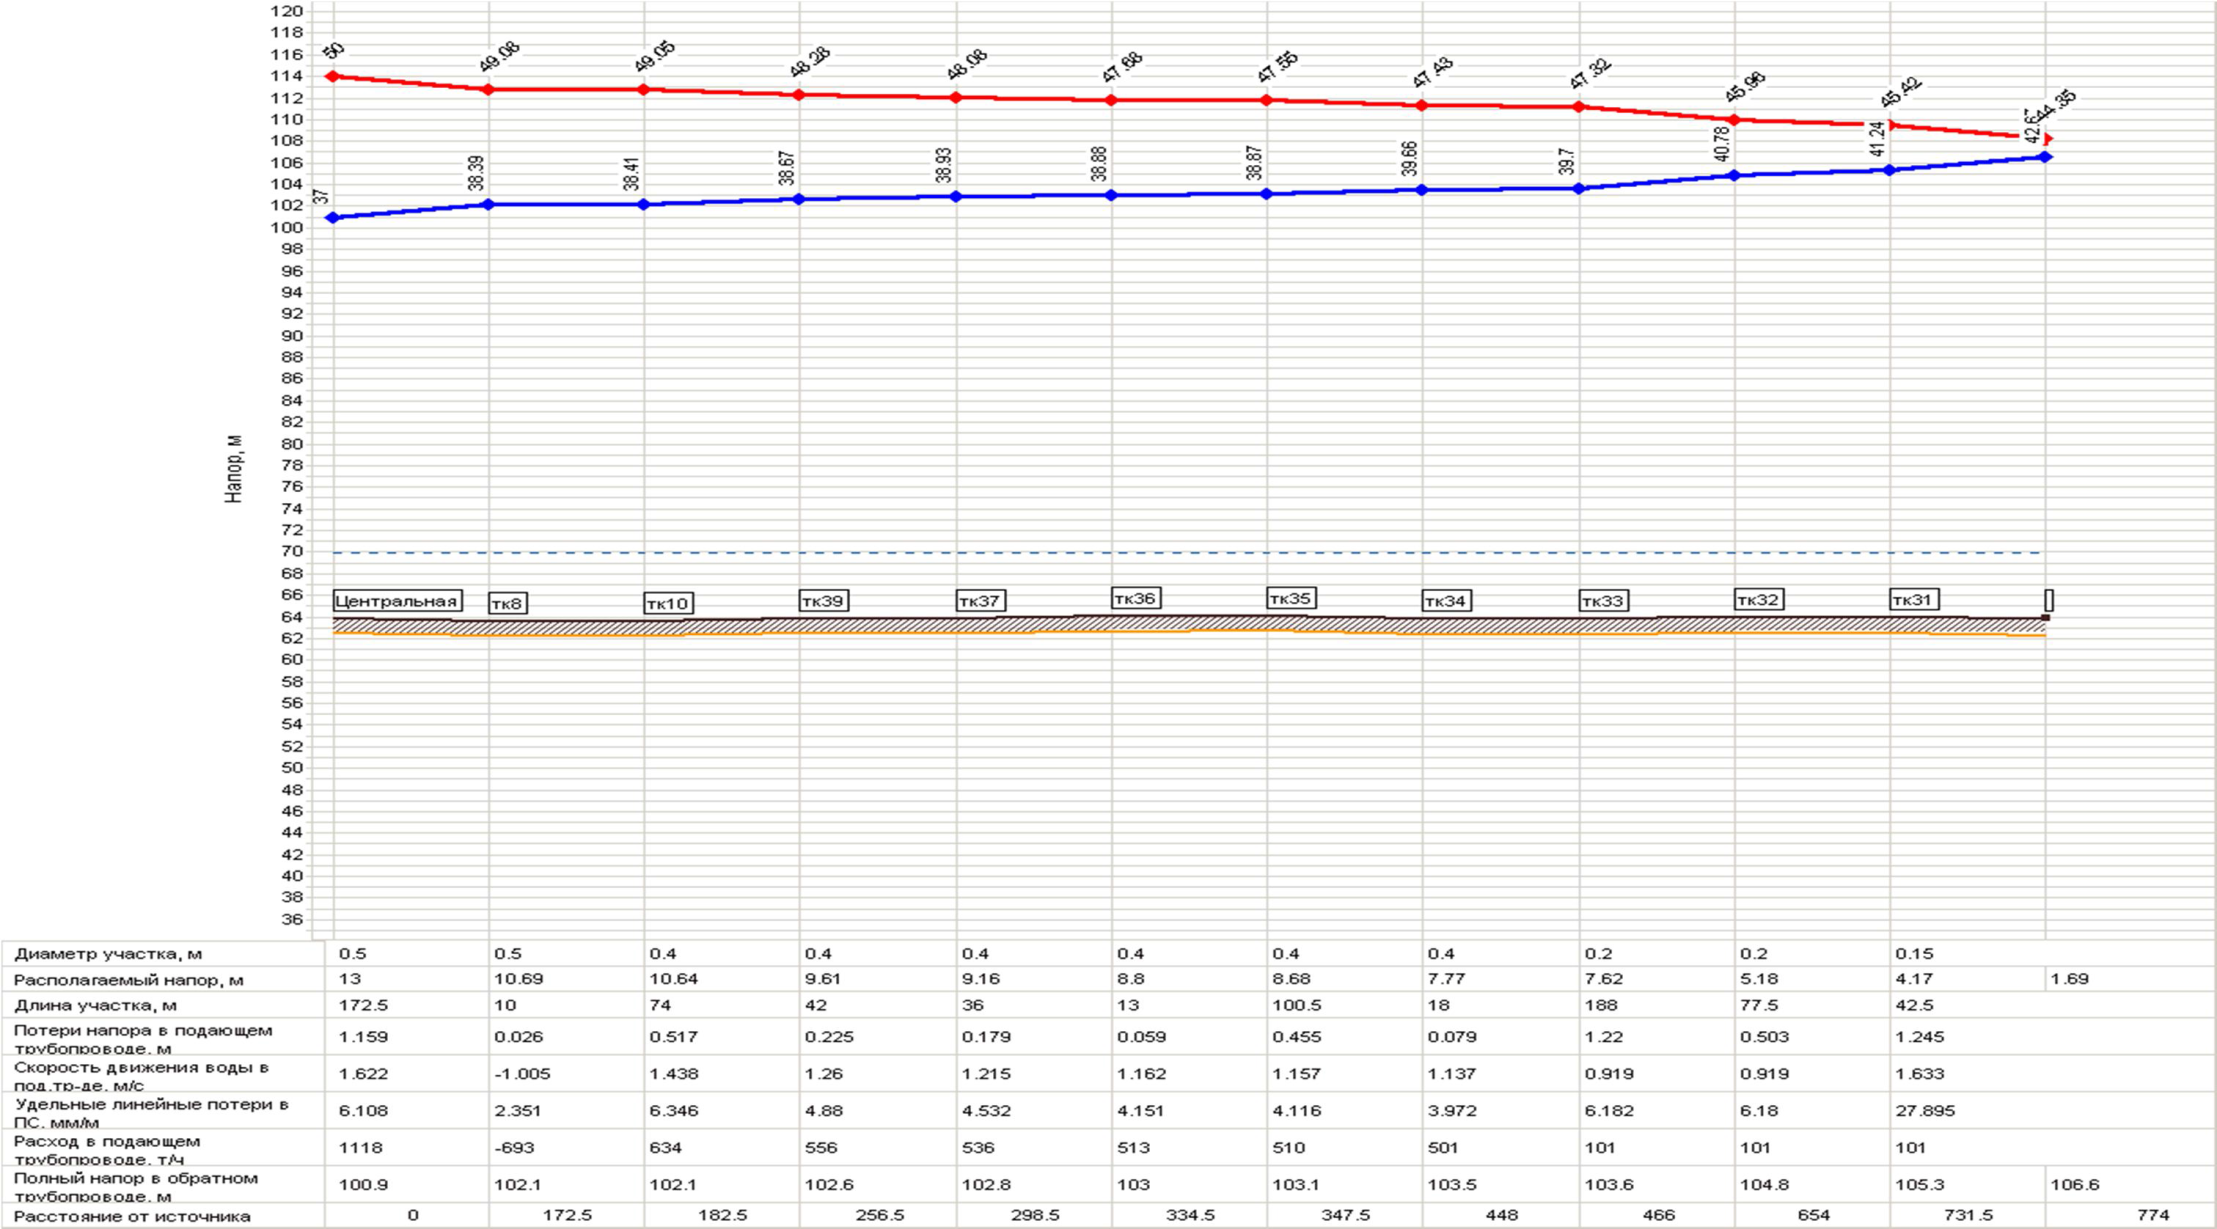 120
118
116
114
112
110
108
106
104
102
100
98
96
94
92
90
88
86
84
82
80
78
76
74
72
70
68
66
64
62
60
58
56
54
52
50
48
46
44
42
40
38
36
Напор, м
50 49.08 49.05 48.28 48.08 47.68 47.55 47.43 47.32 45.96 45.42 44.35
37 38.39 38.41 38.67 38.93 38.88 38.87 39.66 39.7 40.78 41.24
Центральная тк8 тк10 тк39 тк37 тк36 тк35 тк34 тк33 тк32 тк31
Диаметр участка, м 0.5 0.5 0.4 0.4 0.4 0.4 0.4 0.4 0.2 0.2 0.15
Располагаемый напор, м 13 10.69 10.64 9.61 9.16 8.8 8.68 7.77 7.62 5.18 4.17 1.69
Длина участка, м 172.5 10 74 42 36 13 100.5 18 188 77.5 42.5
Потери напора в подающем
трубопроводе, м 1.159 0.026 0.517 0.225 0.179 0.059 0.455 0.079 1.22 0.503 1.245
Скорость движения воды в
под.тр-де, м/с 1.622 -1.005 1.438 1.26 1.215 1.162 1.157 1.137 0.919 0.919 1.633
Удельные линейные потери в
ПС, мм/м 6.108 2.351 6.346 4.88 4.532 4.151 4.116 3.972 6.182 6.18 27.895
Расход в подающем
трубопроводе, т/ч 1118 -693 634 556 536 513 510 501 101 101 101
Полный напор в обратном
трубопроводе, м 100.9 102.1 102.1 102.6 102.8 103 103.1 103.5 103.6 104.8 105.3 106.6
Расстояние от источника 0 172.5 182.5 256.5 298.5 334.5 347.5 448 466 654 731.5 774